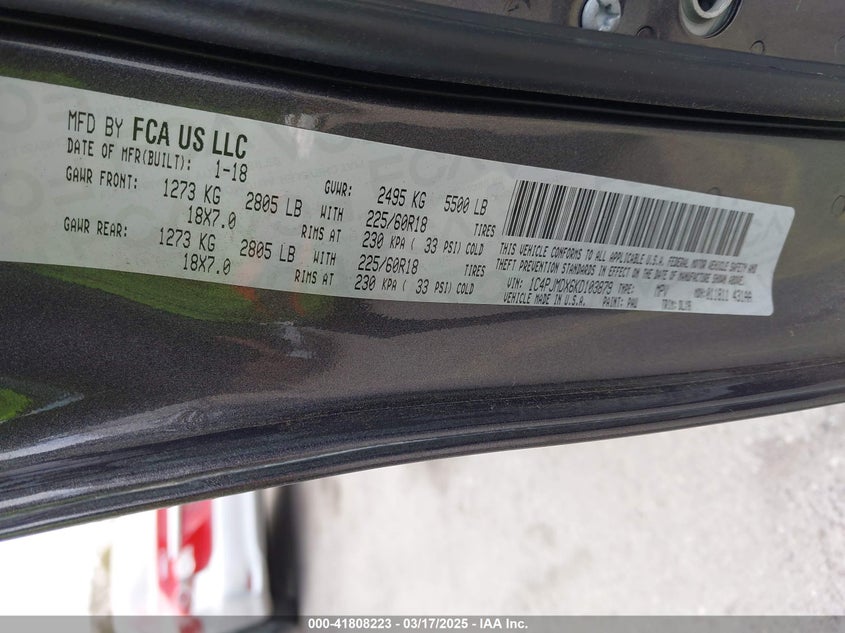 MFD BY FCA US LLC
DATE OF MFR(BUILT): 1-18 GVWR: 2495 KG 5500 LB
GAWR FRONT: 1273 KG 2805 LB WITH 225/60R18 TIRES
18X7.0 RIMS AT 230 KPA ( 33 PSI) COLD
GAWR REAR: 1273 KG 2805 LB WITH 225/60R18 TIRES
18X7.0 RIMS AT 230 KPA ( 33 PSI) COLD
THIS VEHICLE CONFORMS TO ALL APPLICABLE U.S.A. FEDERAL MOTOR VEHICLE SAFETY AND
THEFT PREVENTION STANDARDS IN EFFECT ON THE DATE OF MANUFACTURE SHOWN ABOVE.
VIN: 1C4PJMDX6KD103879 TYPE: MPV MDH: 011811 
VEHICLE MADE IN U.S.A. PAINT: PAU TRIM:
000-41808223 - 03/17/2025 - IAA Inc.